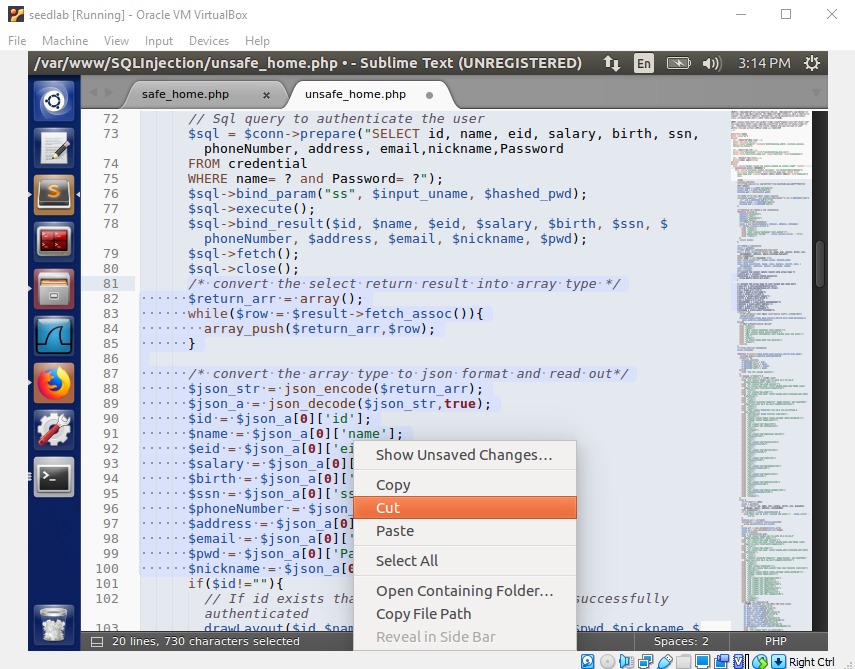 seedlab [Running] - Oracle VM VirtualBox
File Machine View Input Devices Help
/var/www/SQLInjection/unsafe_home.php • - Sublime Text (UNREGISTERED) En 3:14 PM
safe_home.php × unsafe_home.php
72 // Sql query to authenticate the user
73 $sql = $conn->prepare("SELECT id, name, eid, salary, birth, ssn,
phoneNumber, address, email,nickname,Password
74 FROM credential
75 WHERE name= ? and Password= ?");
76 $sql->bind_param("ss", $input_uname, $hashed_pwd);
77 $sql->execute();
78 $sql->bind_result($id, $name, $eid, $salary, $birth, $ssn, $
phoneNumber, $address, $email, $nickname, $pwd);
79 $sql->fetch();
80 $sql->close();
81 /* convert the select return result into array type */
82 $return_arr = array();
83 while($row = $result->fetch_assoc()){
84 array_push($return_arr,$row);
85 }
86
87 /* convert the array type to json format and read out*/
88 $json_str = json_encode($return_arr);
89 $json_a = json_decode($json_str,true);
90 $id = $json_a[0]['id'];
91 $name = $json_a[0]['name'];
92 $eid = $json_a[0]['ei
93 $salary = $json_a[0][
94 $birth = $json_a[0]['
95 $ssn = $json_a[0]['ss
96 $phoneNumber = $json_
97 $address = $json_a[0]
98 $email = $json_a[0]['
99 $pwd = $json_a[0]['Pa
100 $nickname = $json_a[0
101 if($id!=""){
102 // If id exists tha successfully
authenticated
103 drawLayout($id,$nam $pwd,$nickname,$
Show Unsaved Changes...
Copy
Cut
Paste
Select All
Open Containing Folder...
Copy File Path
Reveal in Side Bar
20 lines, 730 characters selected Spaces: 2 PHP
Right Ctrl